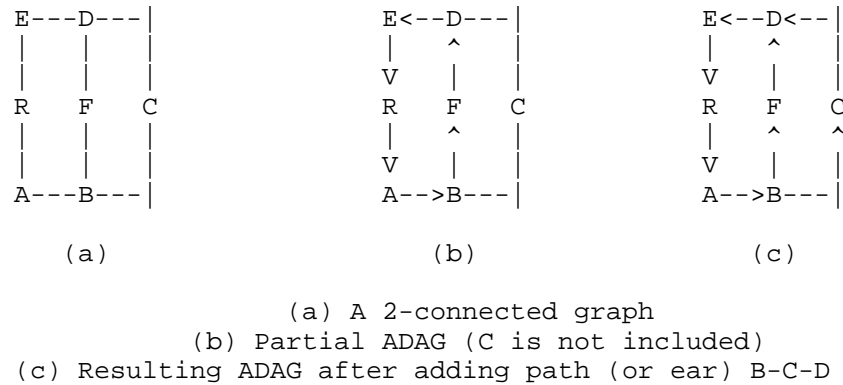 E---D---|            E<--D---|            E<--D<--|
|   |   |            |   ^   |            |   ^   |
|   |   |            V   |   |            V   |   |
R   F   C            R   F   C            R   F   C
|   |   |            |   ^   |            |   ^   ^
|   |   |            V   |   |            V   |   |
A---B---|            A-->B---|            A-->B---|
(a)                      (b)                  (c)
(a) A 2-connected graph
(b) Partial ADAG (C is not included)
(c) Resulting ADAG after adding path (or ear) B-C-D